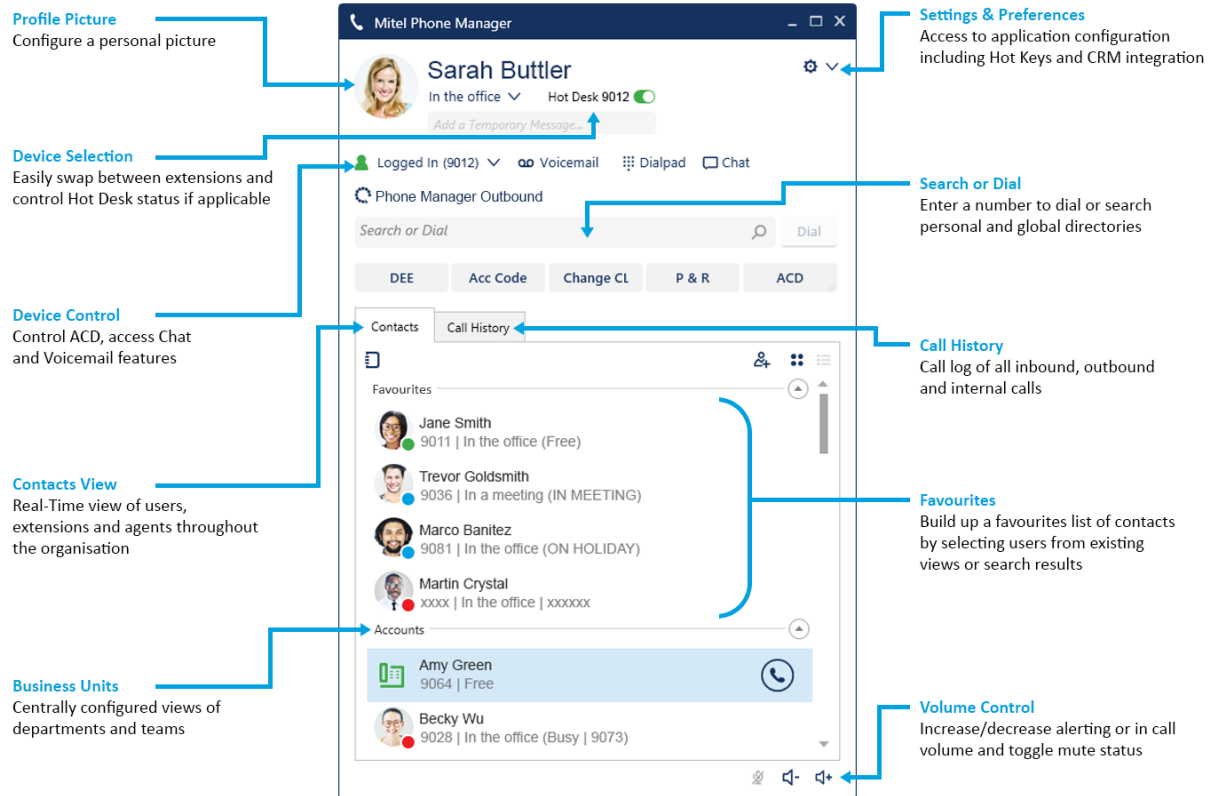 Profile Picture
Configure a personal picture
Device Selection
Easily swap between extensions and
control Hot Desk status if applicable
Device Control
Control ACD, access Chat
and Voicemail features
Contacts View
Real-Time view of users,
extensions and agents throughout
the organisation
Business Units
Centrally configured views of
departments and teams
Mitel Phone Manager
Sarah Buttler
In the office
Hot Desk 9012
Add a Temporary Message...
Logged In (9012)
Voicemail
Dialpad
Chat
Phone Manager Outbound
Search or Dial
Dial
DEE
Acc Code
Change CL
P & R
ACD
Contacts
Call History
Favourites
Jane Smith
9011 | In the office (Free)
Trevor Goldsmith
9036 | In a meeting (IN MEETING)
Marco Banitez
9081 | In the office (ON HOLIDAY)
Martin Crystal
xxxx | In the office | xxxxxx
Accounts
Amy Green
9064 | Free
Becky Wu
9028 | In the office (Busy | 9073)
Settings & Preferences
Access to application configuration
including Hot Keys and CRM integration
Search or Dial
Enter a number to dial or search
personal and global directories
Call History
Call log of all inbound, outbound
and internal calls
Favourites
Build up a favourites list of contacts
by selecting users from existing
views or search results
Volume Control
Increase/decrease alerting or in call
volume and toggle mute status